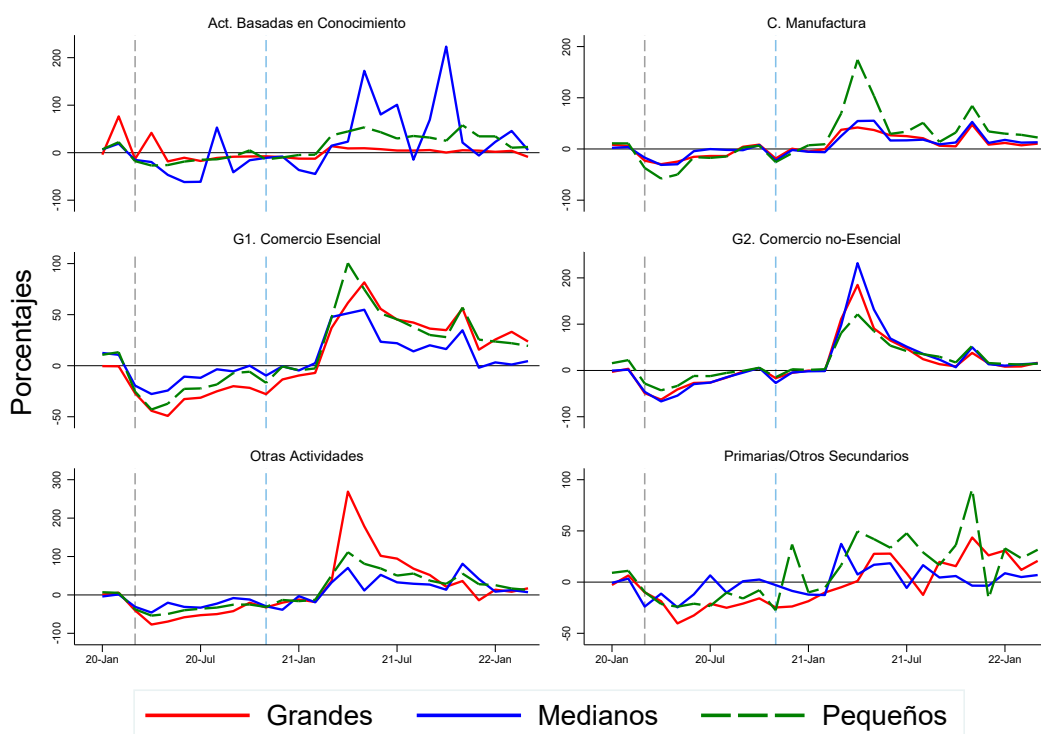 Porcentajes
Act. Basadas en Conocimiento
200
100
0
-100
C. Manufactura
200
100
0
-100
G1. Comercio Esencial
100
50
0
-50
G2. Comercio no-Esencial
200
100
0
-100
Otras Actividades
300
200
100
0
-100
20-Jan 20-Jul 21-Jan 21-Jul 22-Jan
Primarias/Otros Secundarios
100
50
0
-50
20-Jan 20-Jul 21-Jan 21-Jul 22-Jan
Grandes Medianos Pequeños